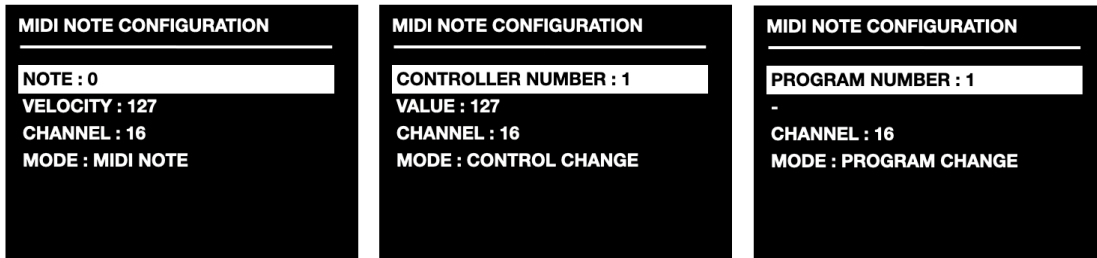 MIDI NOTE CONFIGURATION
NOTE : 0
VELOCITY : 127
CHANNEL : 16
MODE : MIDI NOTE
MIDI NOTE CONFIGURATION
CONTROLLER NUMBER : 1
VALUE : 127
CHANNEL : 16
MODE : CONTROL CHANGE
MIDI NOTE CONFIGURATION
PROGRAM NUMBER : 1
-
CHANNEL : 16
MODE : PROGRAM CHANGE